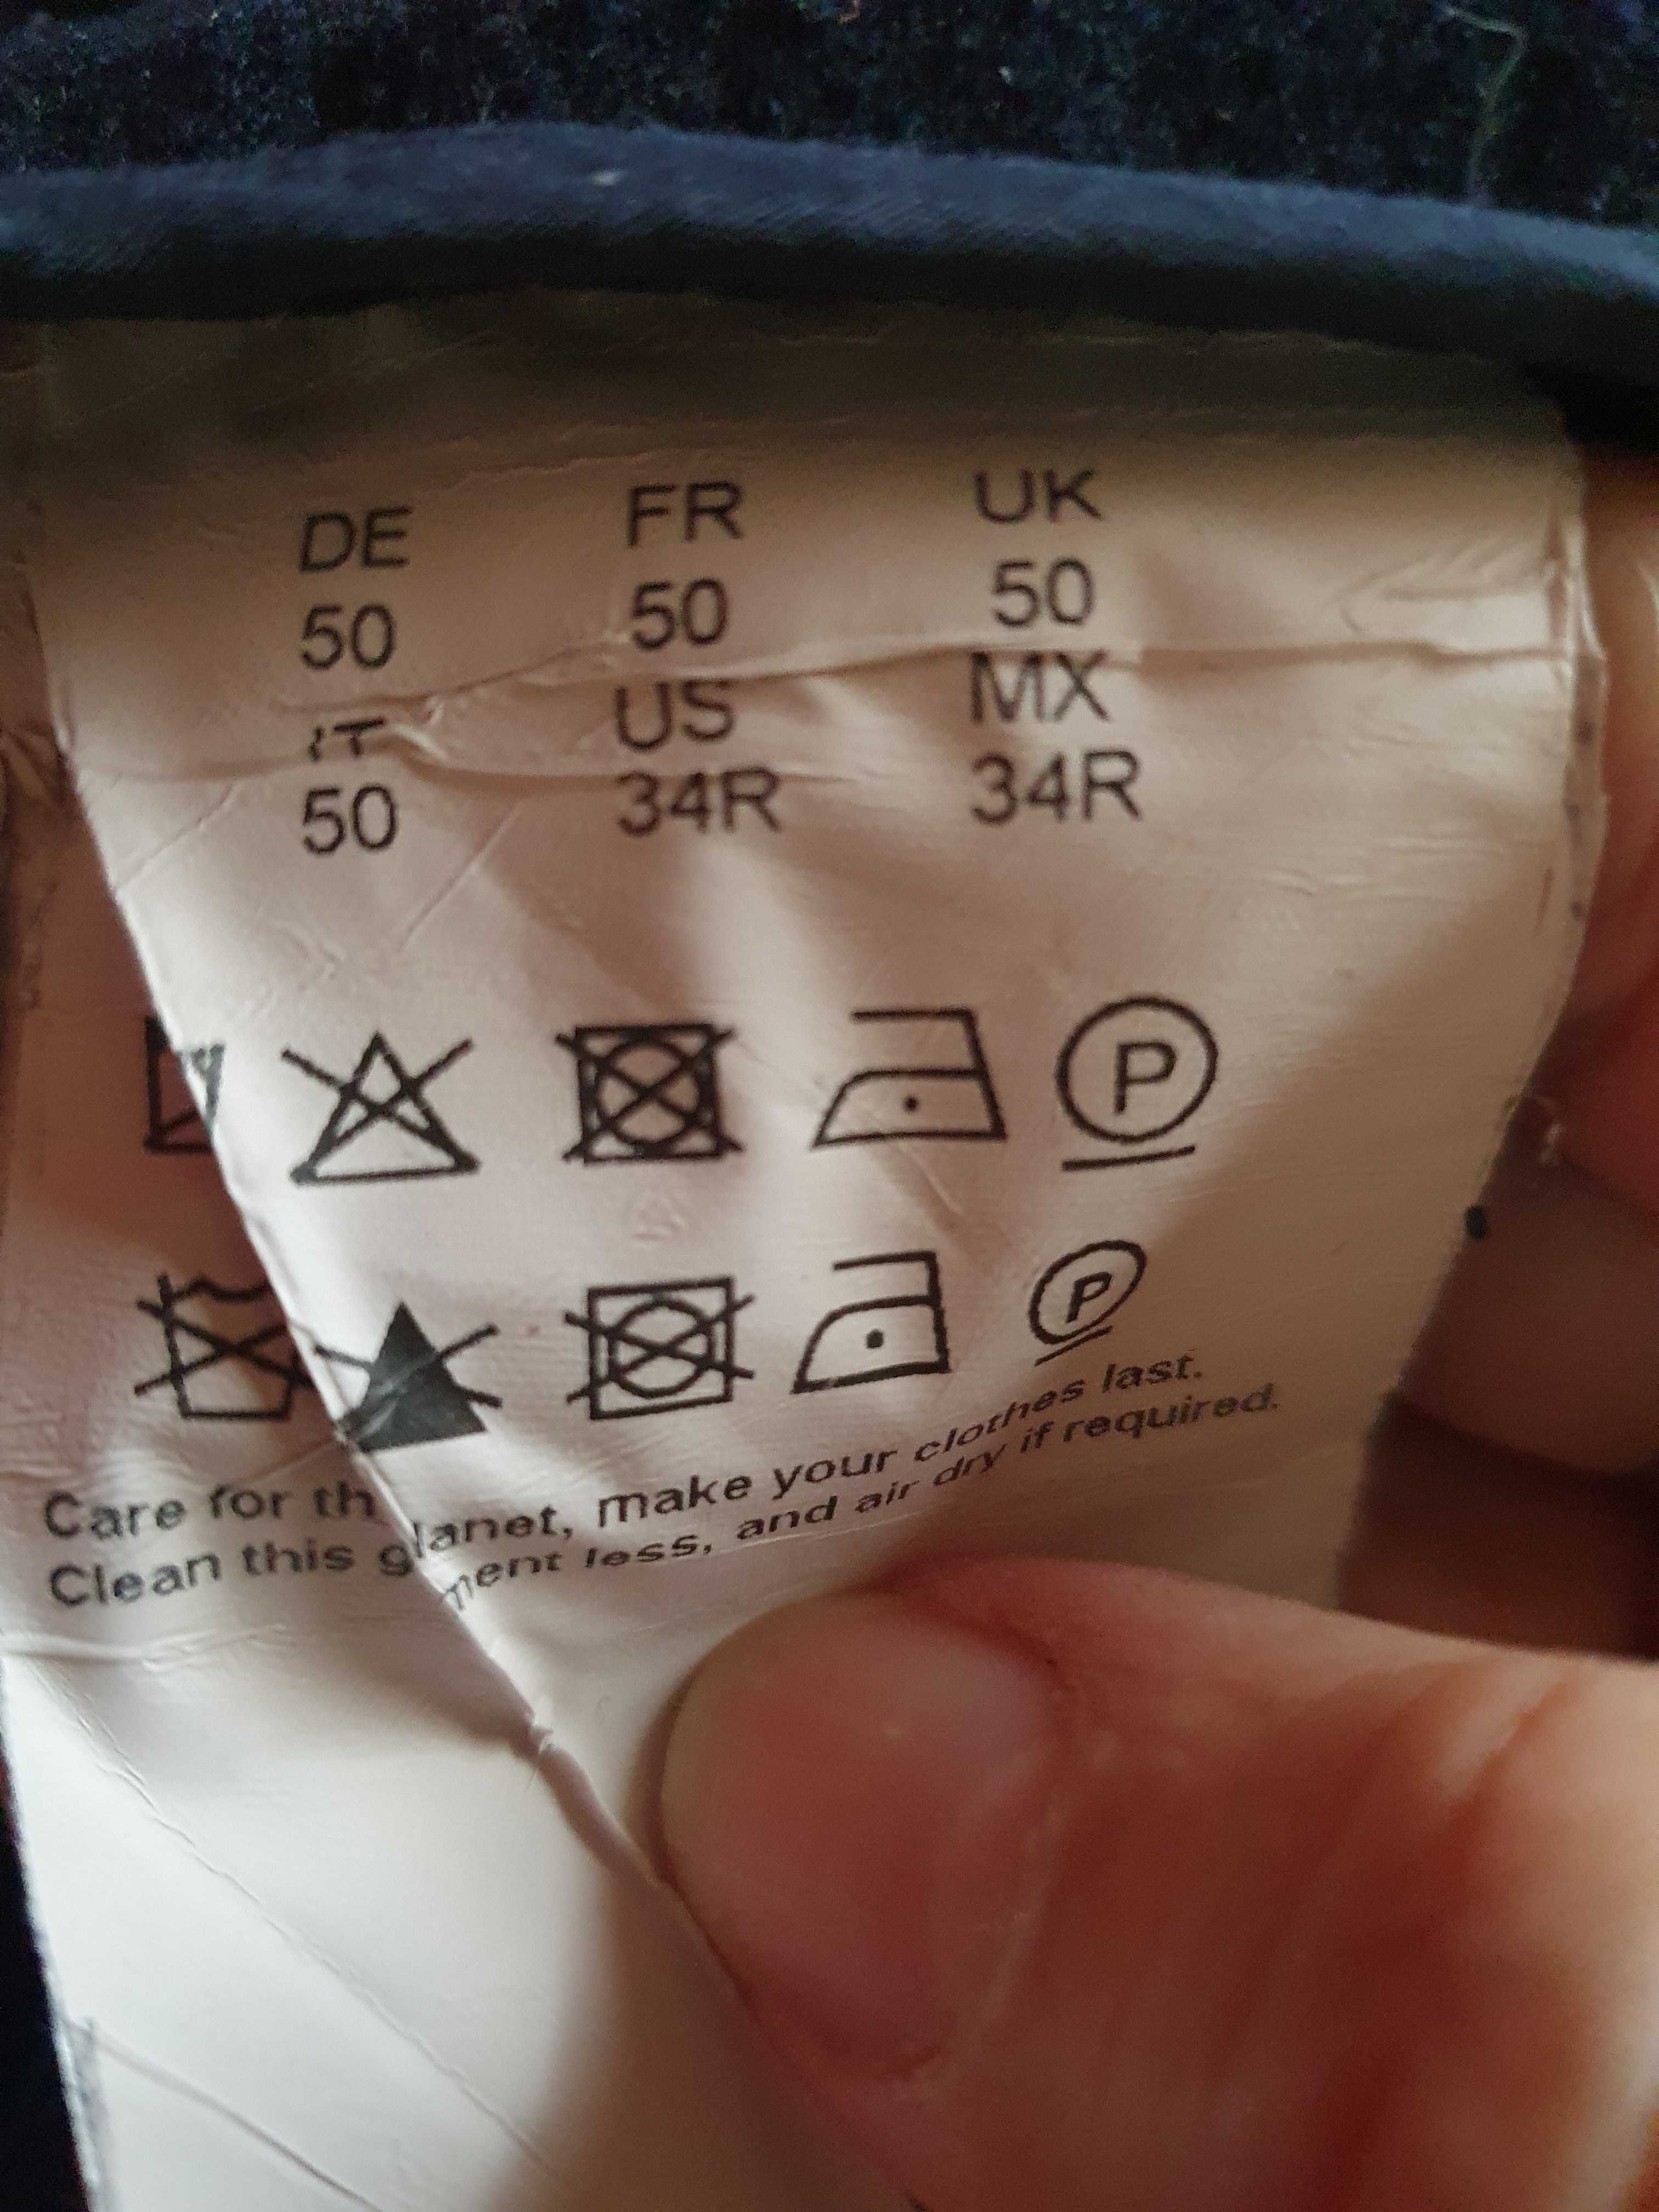 DE FR UK
50 50 50
IT US MX
50 34R 34R
P
P
Care for th lanet, make your clothes last.
Clean this g ment less, and air dry if required.